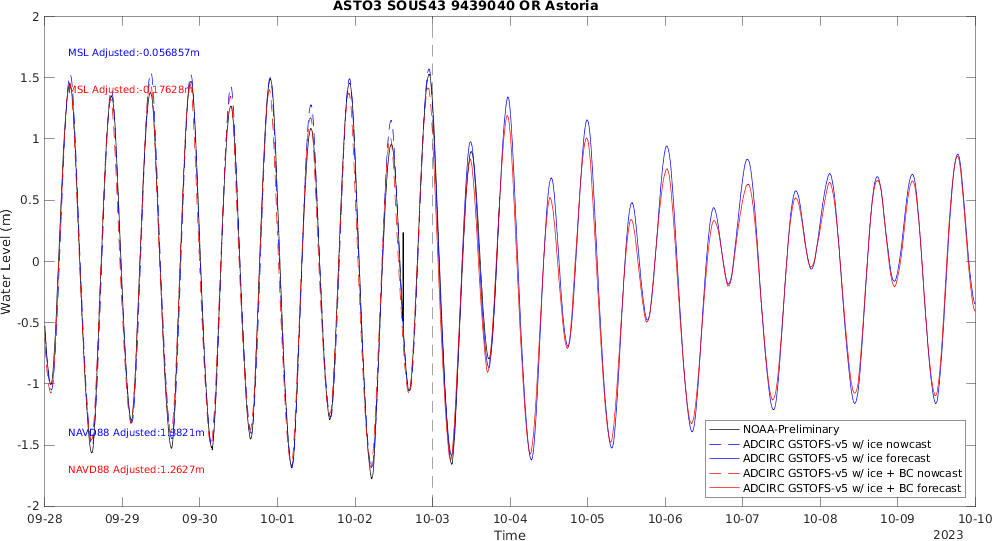 ASTO3 SOUS43 9439040 OR Astoria
MSL Adjusted:-0.056857m
MSL Adjusted:-0.17628m
NAVD88 Adjusted:1.3821m
NAVD88 Adjusted:1.2627m
Water Level (m)
2
1.5
1
0.5
0
-0.5
-1
-1.5
-2
09-28
09-29
09-30
10-01
10-02
10-03
10-04
10-05
10-06
10-07
10-08
10-09
10-10
Time
2023
NOAA-Preliminary
ADCIRC GSTOFS-v5 w/ ice nowcast
ADCIRC GSTOFS-v5 w/ ice forecast
ADCIRC GSTOFS-v5 w/ ice + BC nowcast
ADCIRC GSTOFS-v5 w/ ice + BC forecast